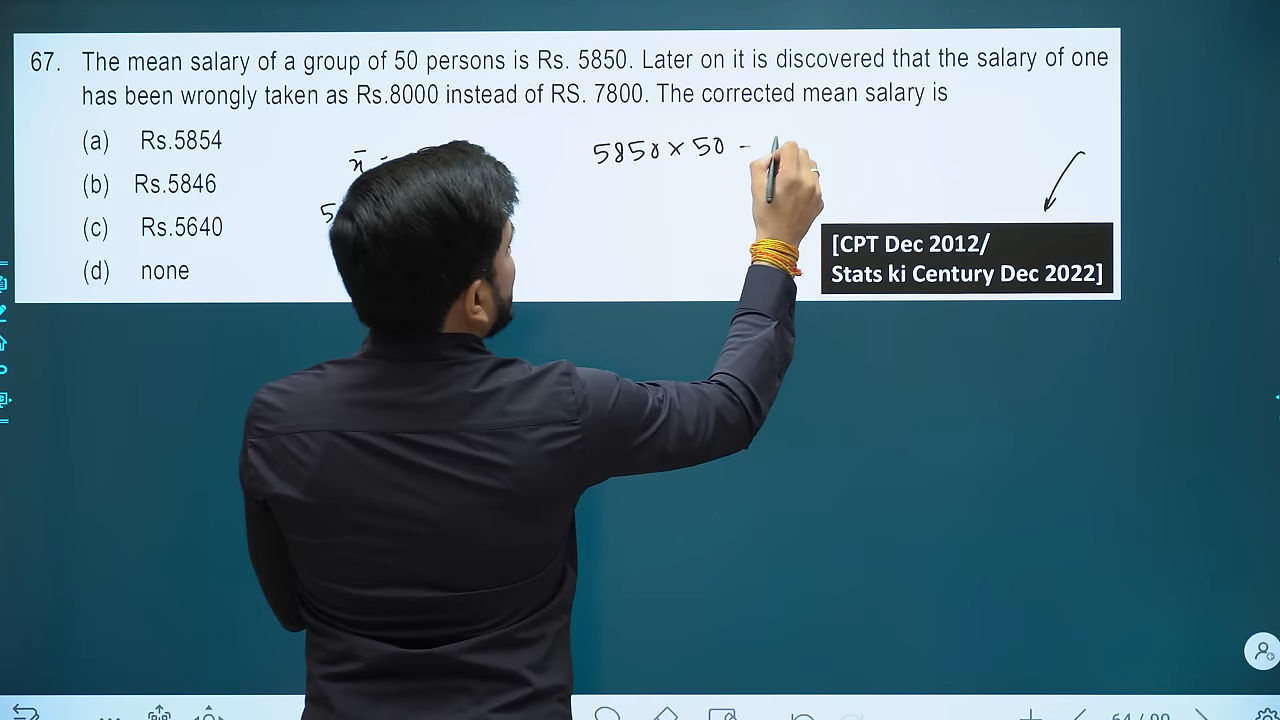 67. The mean salary of a group of 50 persons is Rs. 5850. Later on it is discovered that the salary of one
has been wrongly taken as Rs.8000 instead of RS. 7800. The corrected mean salary is
(a) Rs.5854
(b) Rs.5846
(c) Rs.5640
(d) none
x̄ =
5
5850 × 50 -
[CPT Dec 2012/
Stats ki Century Dec 2022]